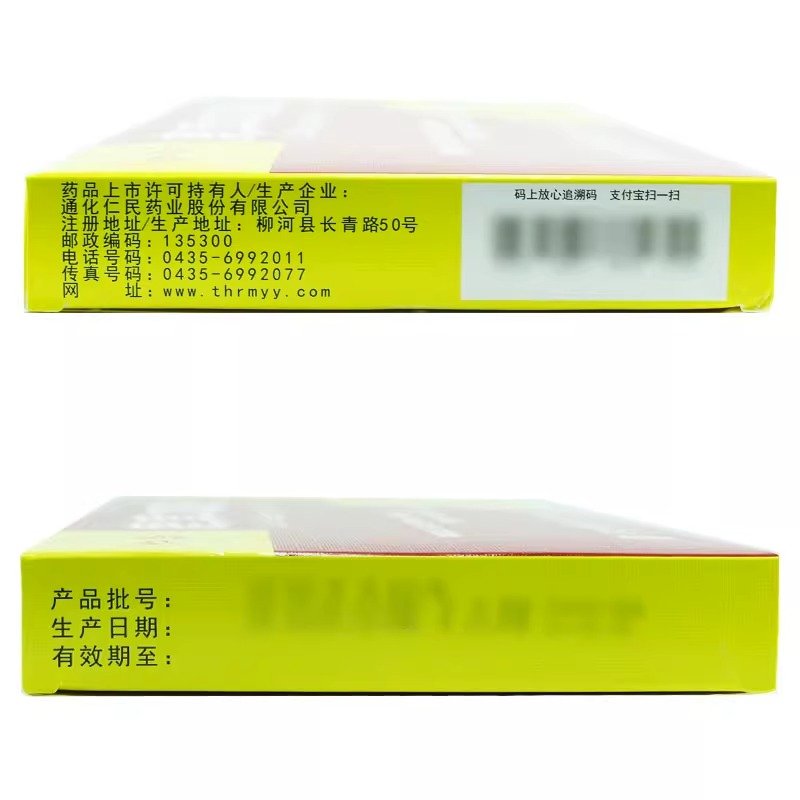 药品上市许可持有人/生产企业：
通化仁民药业股份有限公司
注册地址/生产地址：柳河县长青路50号
邮政编码：135300
电话号码：0435-6992011
传真号码：0435-6992077
网 址：www.thrmyy.com
码上放心追溯码 支付宝扫一扫
产品批号：
生产日期：
有效期至：